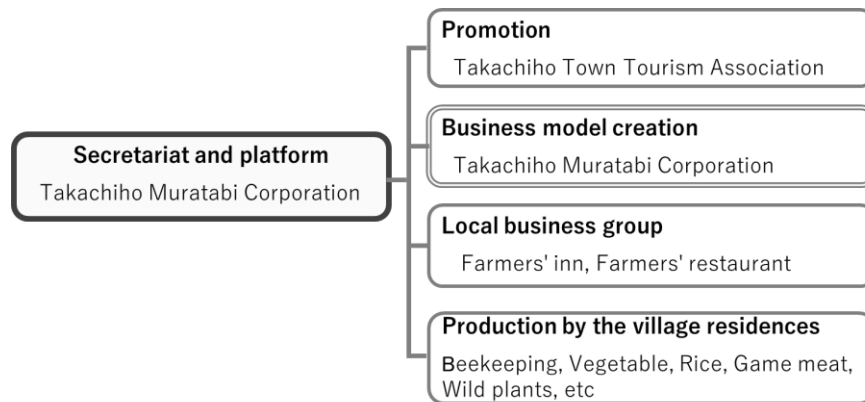 Promotion
Takachiho Town Tourism Association
Business model creation
Takachiho Muratabi Corporation
Secretariat and platform
Takachiho Muratabi Corporation
Local business group
Farmers' inn, Farmers' restaurant
Production by the village residences
Beekeeping, Vegetable, Rice, Game meat,
Wild plants, etc